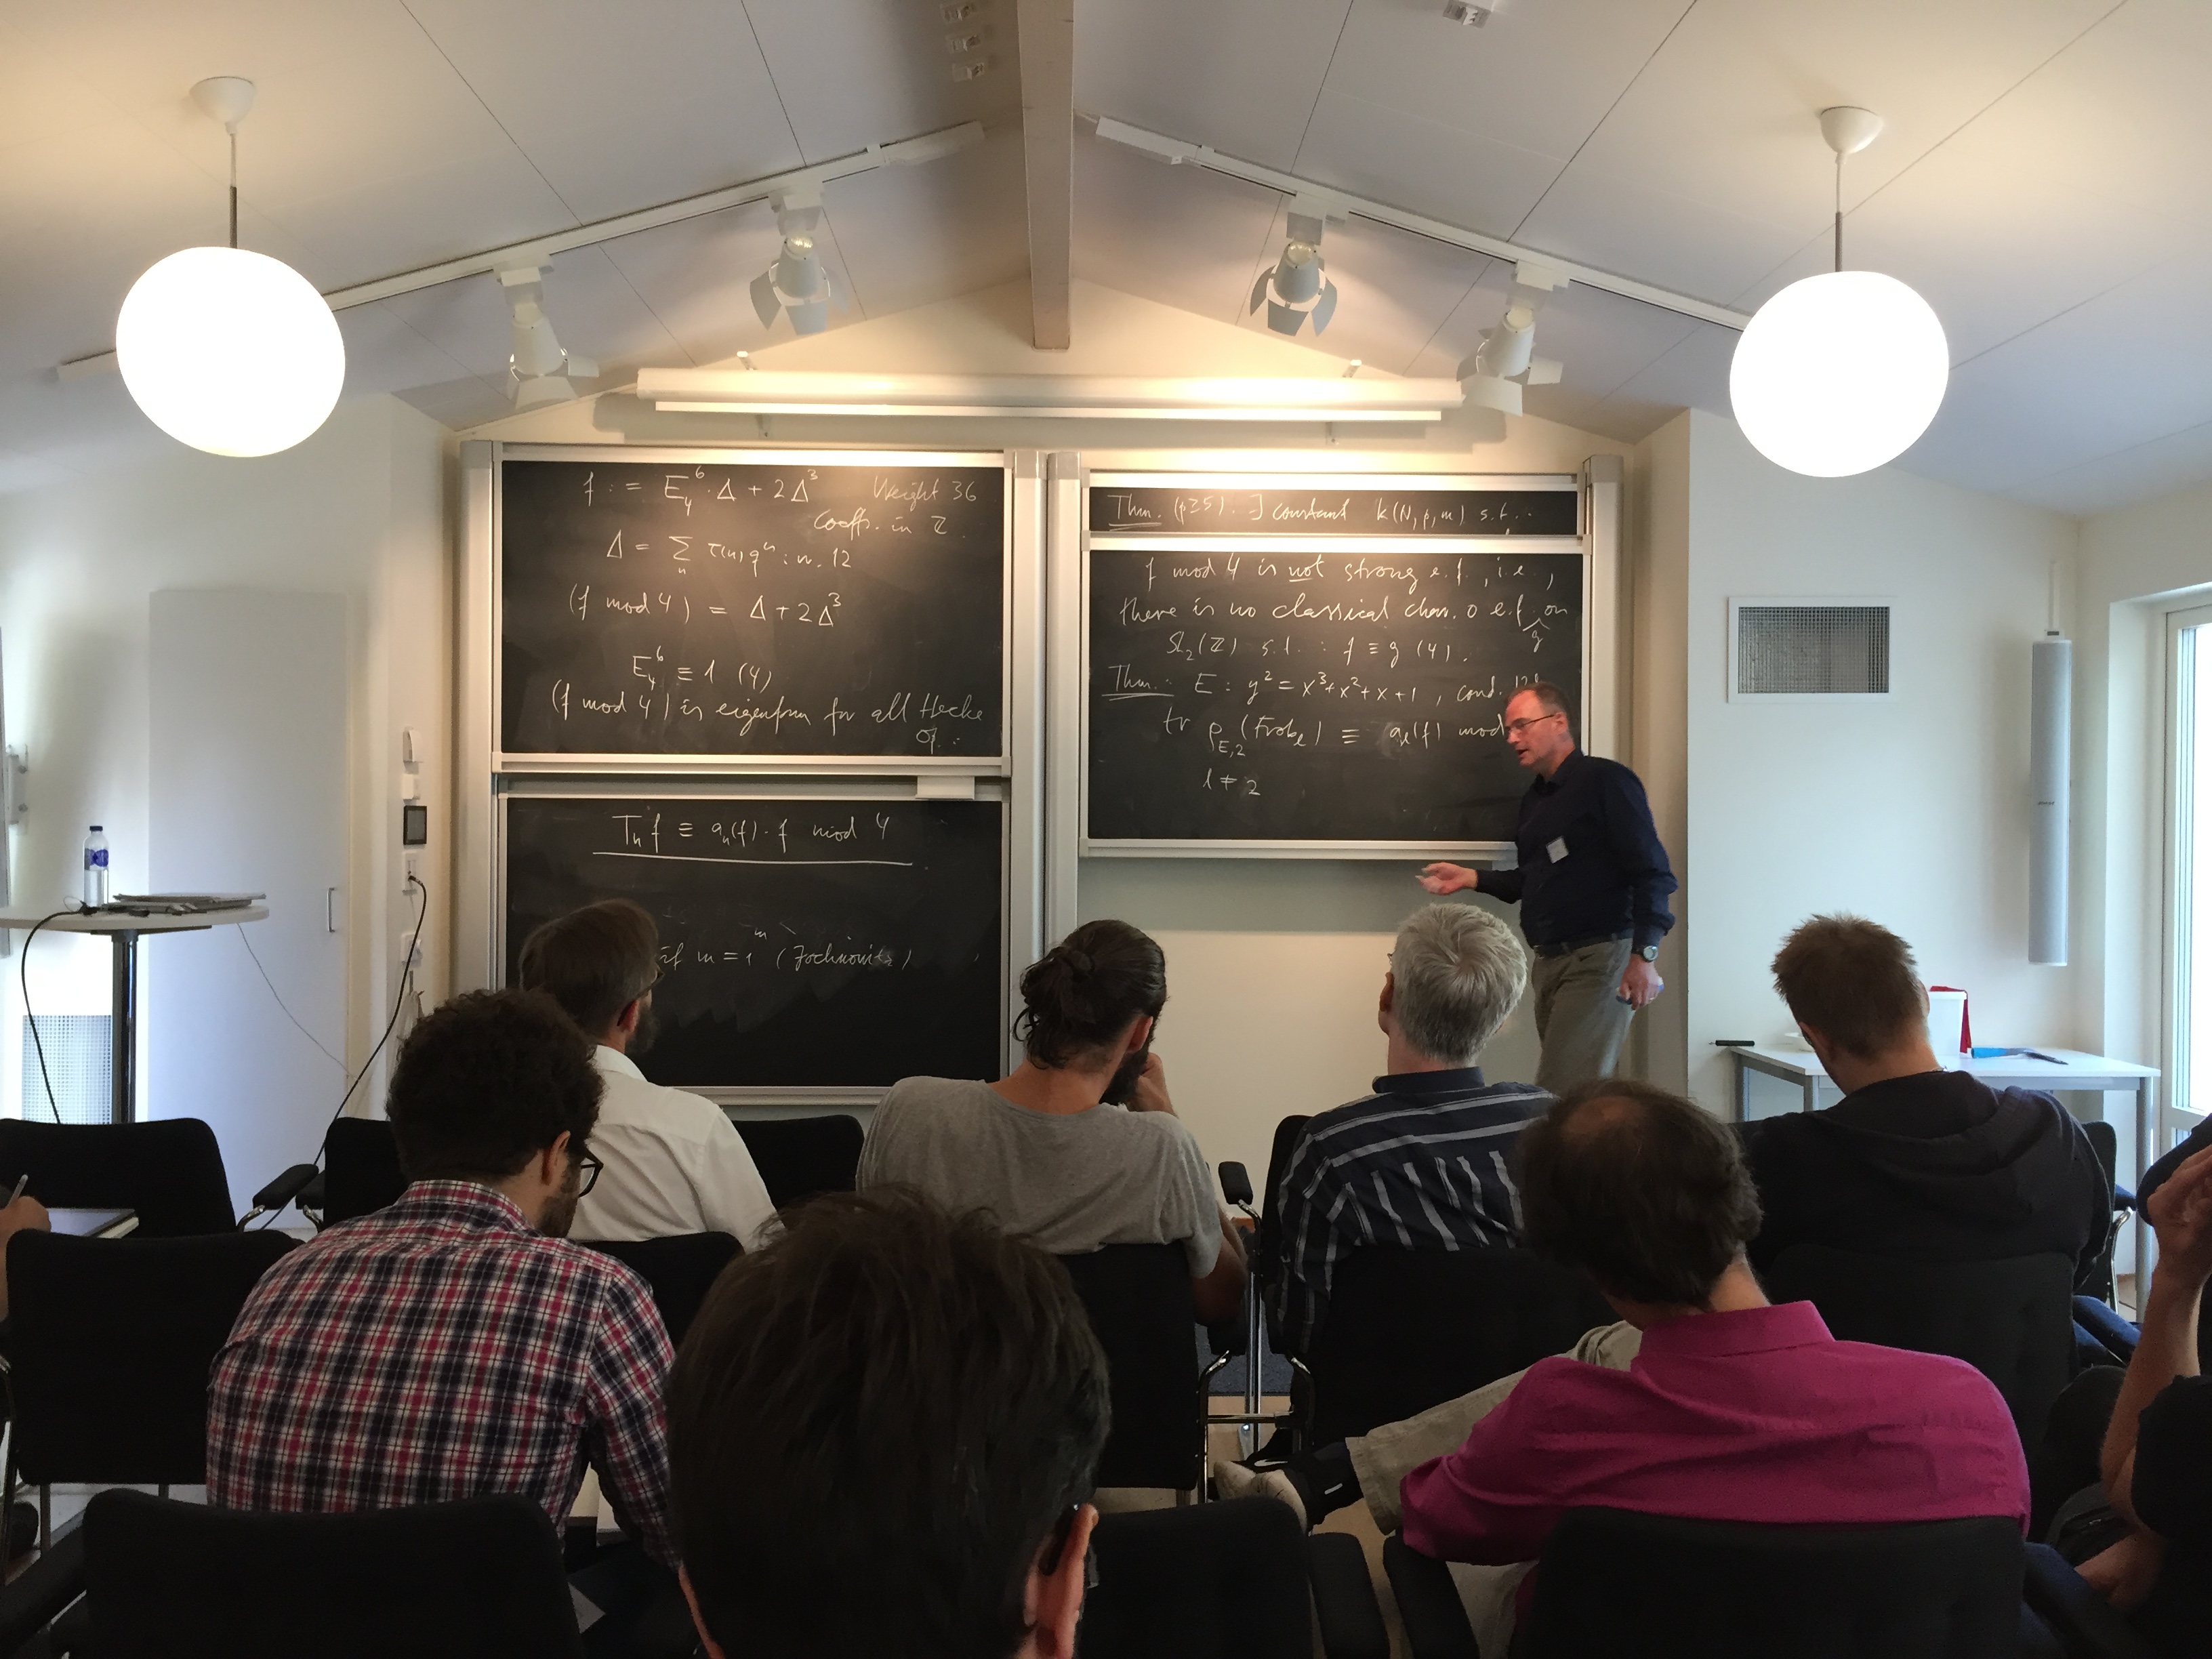 f := E₄⁶·Δ + 2Δ³ Weight 36
Coeffs. in ℤ.
Δ = Σₙ τ(n) qⁿ : w. 12
(f mod 4) = Δ + 2Δ³
E₄⁶ ≡ 1 (4)
(f mod 4) is eigenform for all Hecke
Op.
Tₙ f ≡ aₙ(f)·f mod 4
if m = 1 (Jochnowitz)
Thm. (p≥5). ∃ constant k(N,p,m) s.t.
f mod 4 is not strong e.f., i.e.,
there is no classical char. 0 e.f. g on
SL₂(ℤ) s.t. : f ≡ g (4).
Thm.: E : y² = x³+x²+x+1, cond. 128
tr ρ_{E,2} (Frob_ℓ) ≡ a_ℓ(f) mod
ℓ ≠ 2